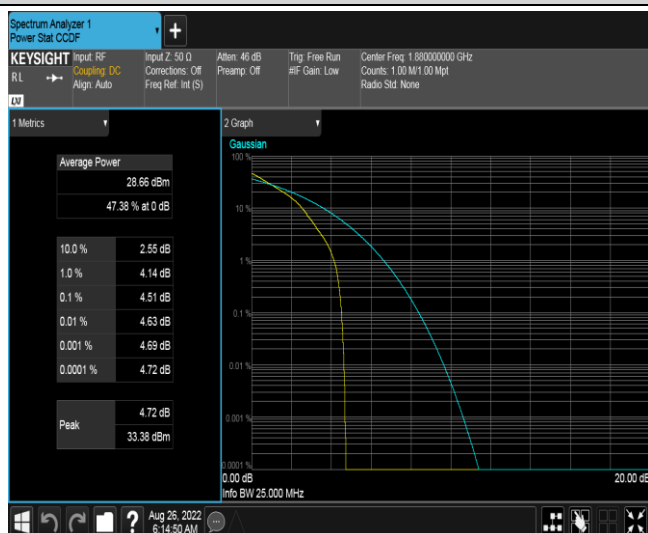 Spectrum Analyzer 1
Power Stat CCDF
+
KEYSIGHT
RL
LXI
Input: RF
Coupling: DC
Align: Auto
Input Z: 50 Ω
Corrections: Off
Freq Ref: Int (S)
Atten: 46 dB
Preamp: Off
Trig: Free Run
#IF Gain: Low
Center Freq: 1.880000000 GHz
Counts: 1.00 M/1.00 Mpt
Radio Std: None
1 Metrics
Average Power
28.66 dBm
47.38 % at 0 dB
10.0 % 2.55 dB
1.0 % 4.14 dB
0.1 % 4.51 dB
0.01 % 4.63 dB
0.001 % 4.69 dB
0.0001 % 4.72 dB
Peak
4.72 dB
33.38 dBm
2 Graph
Gaussian
100 %
10 %
1 %
0.1 %
0.01 %
0.001 %
0.0001 %
0.00 dB 20.00 dB
Info BW 25.000 MHz
?
Aug 26, 2022
6:14:50 AM